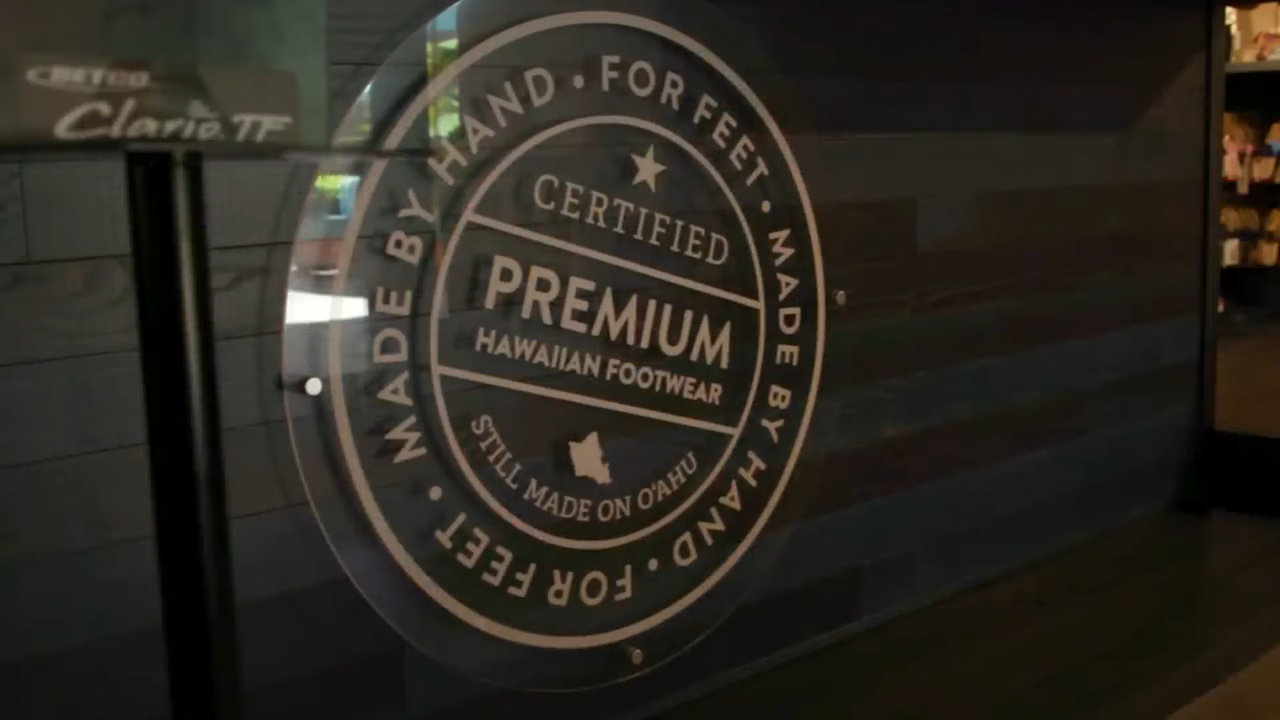 BETCO
Clario TF
MADE BY HAND • FOR FEET • MADE BY HAND • FOR FEET •
CERTIFIED
PREMIUM
HAWAIIAN FOOTWEAR
STILL MADE ON O'AHU